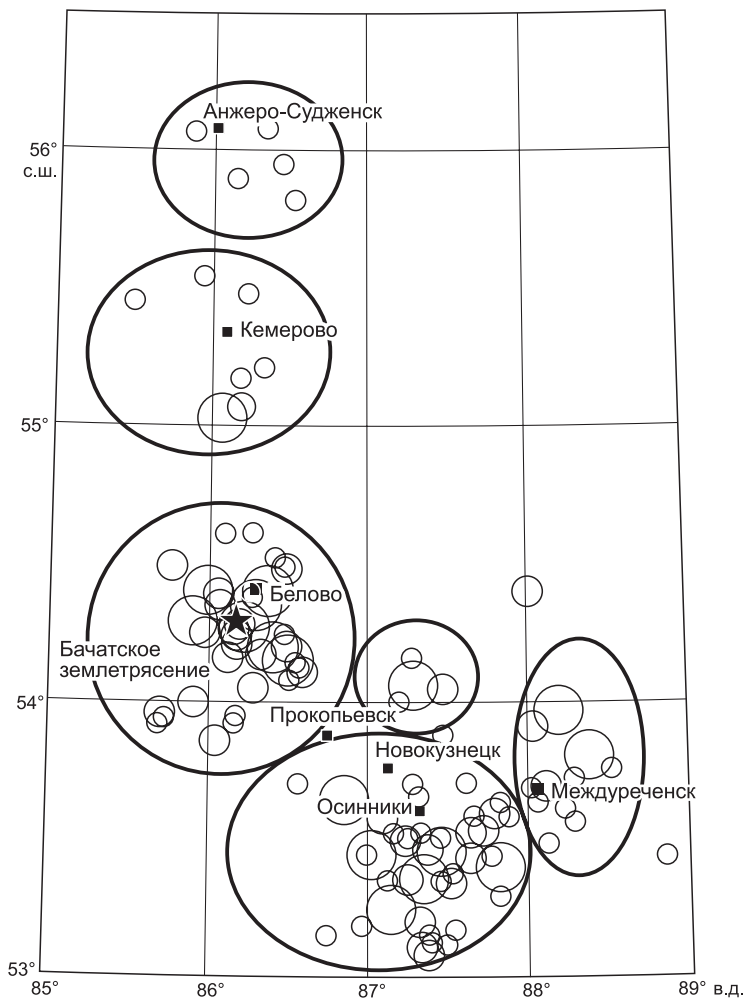 Анжеро-Судженск
56°
с.ш.
Кемерово
55°
Белово
Бачатское
землетрясение
54°
Прокопьевск
Новокузнецк
Осинники
Междуреченск
53°
85°
86°
87°
88°
89° в.д.